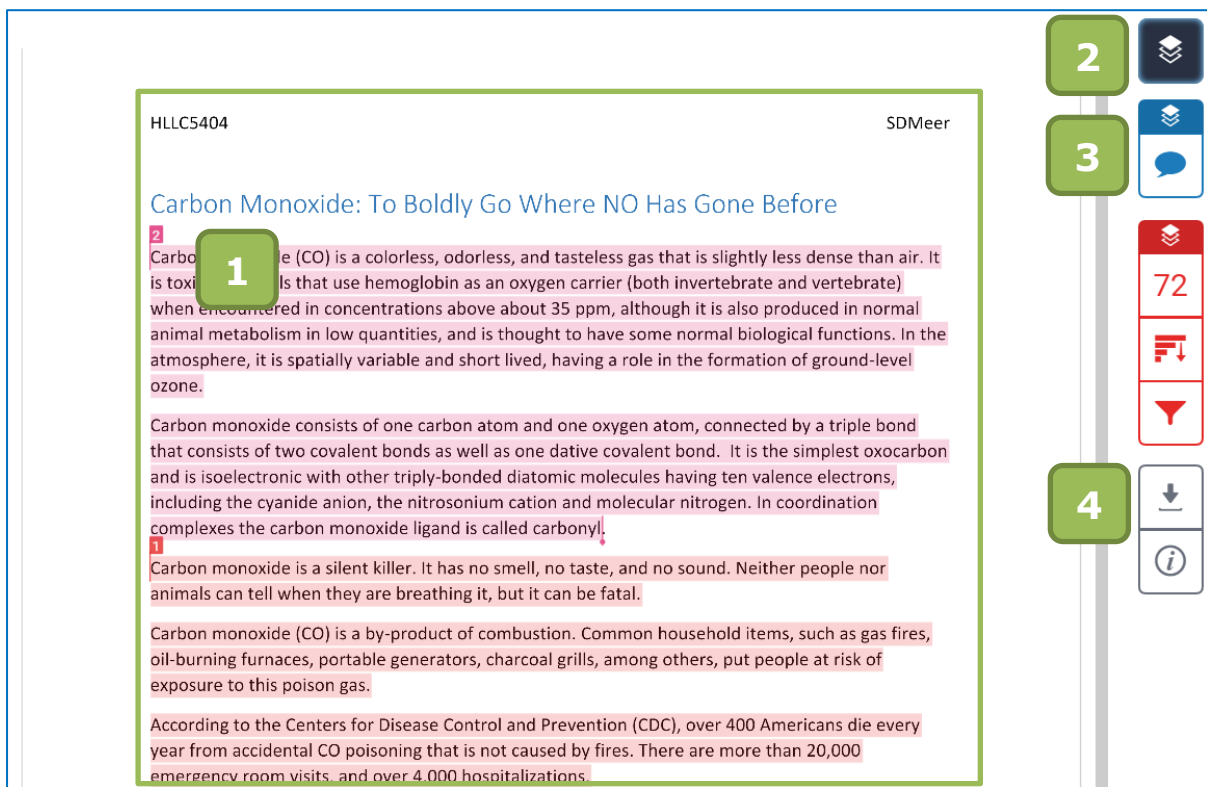 2
HLLC5404 SDMeer
3
Carbon Monoxide: To Boldly Go Where NO Has Gone Before
2
Carbo e (CO) is a colorless, odorless, and tasteless gas that is slightly less dense than air. It
1
is toxi ls that use hemoglobin as an oxygen carrier (both invertebrate and vertebrate)
72
when encountered in concentrations above about 35 ppm, although it is also produced in normal
animal metabolism in low quantities, and is thought to have some normal biological functions. In the
atmosphere, it is spatially variable and short lived, having a role in the formation of ground-level
ozone.
Carbon monoxide consists of one carbon atom and one oxygen atom, connected by a triple bond
that consists of two covalent bonds as well as one dative covalent bond. It is the simplest oxocarbon
and is isoelectronic with other triply-bonded diatomic molecules having ten valence electrons,
including the cyanide anion, the nitrosonium cation and molecular nitrogen. In coordination
4
complexes the carbon monoxide ligand is called carbonyl.
1
i
Carbon monoxide is a silent killer. It has no smell, no taste, and no sound. Neither people nor
animals can tell when they are breathing it, but it can be fatal.
Carbon monoxide (CO) is a by-product of combustion. Common household items, such as gas fires,
oil-burning furnaces, portable generators, charcoal grills, among others, put people at risk of
exposure to this poison gas.
According to the Centers for Disease Control and Prevention (CDC), over 400 Americans die every
year from accidental CO poisoning that is not caused by fires. There are more than 20,000
emergency room visits, and over 4,000 hospitalizations.